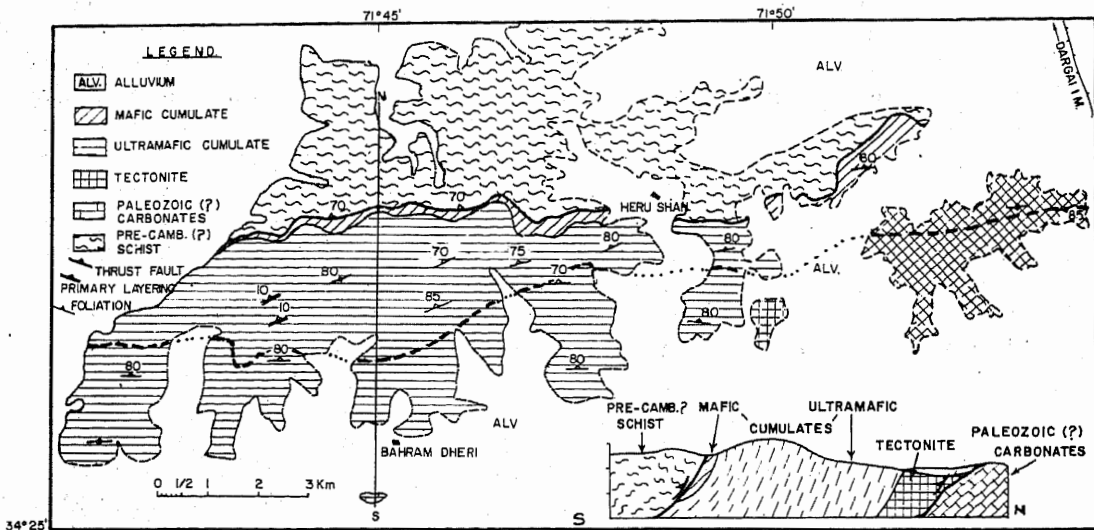 71°45' 71°50'
LEGEND
ALV. ALLUVIUM
MAFIC CUMULATE
ULTRAMAFIC CUMULATE
TECTONITE
PALEOZOIC (?)
CARBONATES
PRE-CAMB. (?)
SCHIST
THRUST FAULT
PRIMARY LAYERING
FOLIATION
N
ALV.
DARGAI 1 M.
60
70 70
HERU SHAN
80
80
85
70 75
80
ALV.
70
10
10
85
80
80
80
80
ALV
BAHRAM DHERI
0 1/2 1 2 3 Km
S
34°25'
PRE-CAMB.? MAFIC ULTRAMAFIC
SCHIST CUMULATES
TECTONITE
PALEOZOIC (?)
CARBONATES
S N